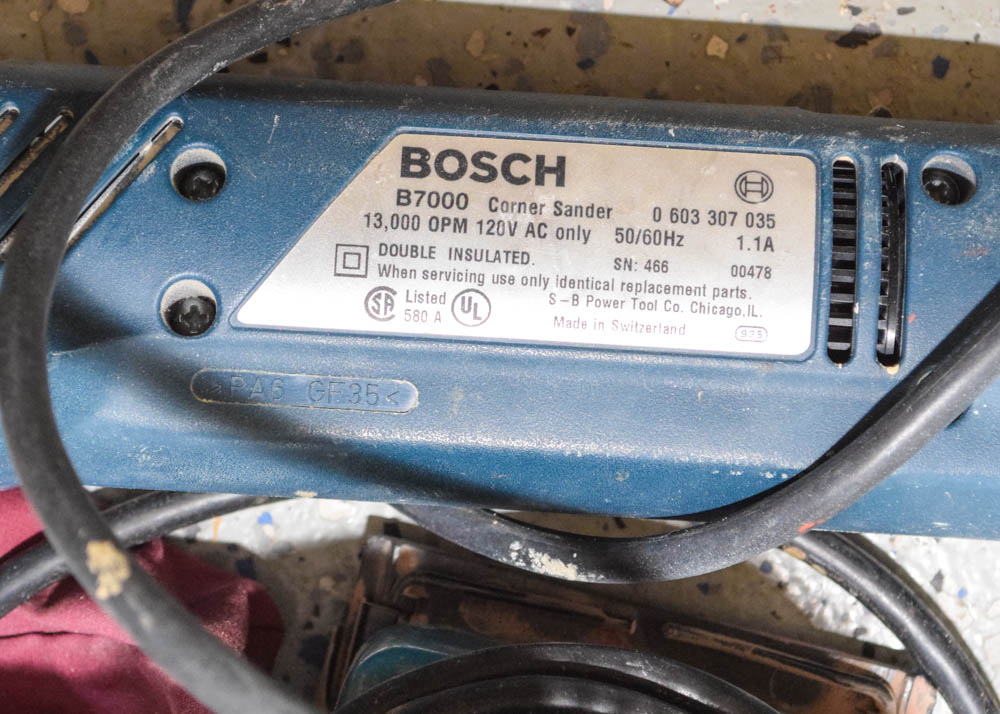 BOSCH
B7000 Corner Sander 0 603 307 035
13,000 OPM 120V AC only 50/60Hz 1.1A
DOUBLE INSULATED. SN: 466 00478
When servicing use only identical replacement parts.
Listed S-B Power Tool Co. Chicago,IL.
580 A UL
Made in Switzerland 925
>PA6 GF35<